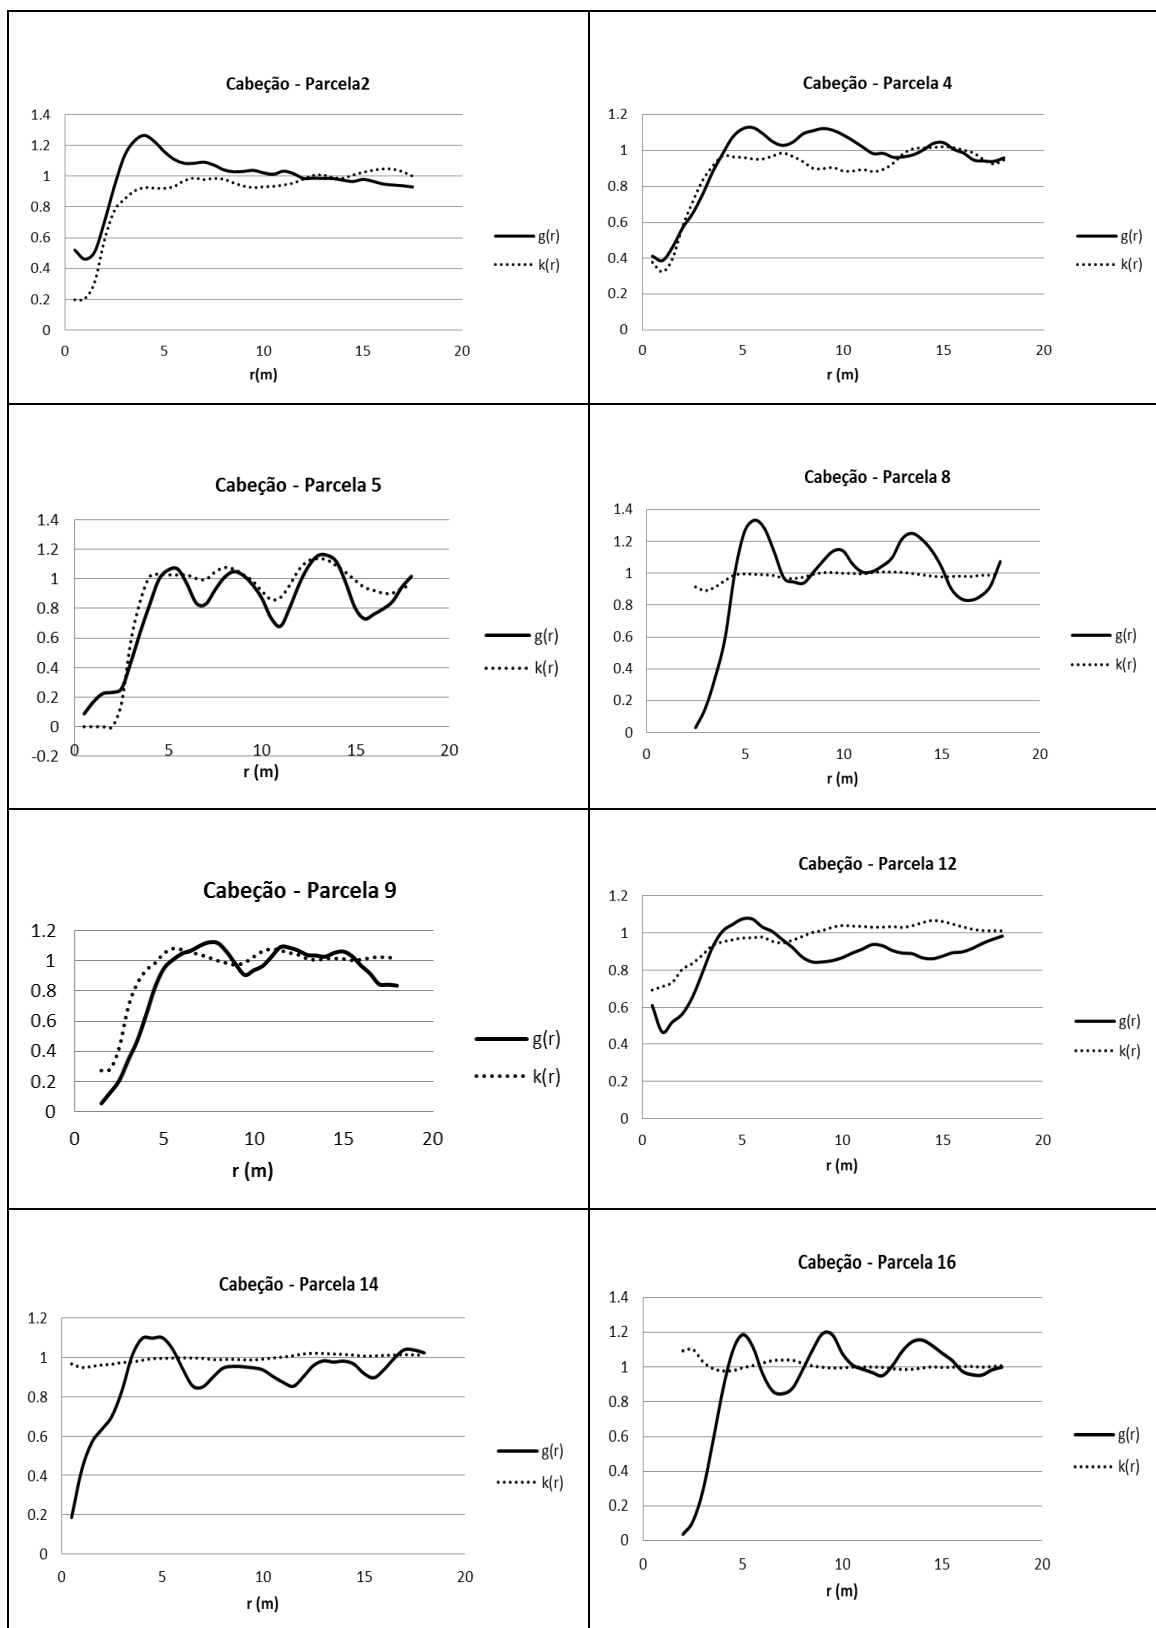 Cabeção - Parcela2
1.4
1.2
1
0.8
0.6
0.4
0.2
0
0 5 10 15 20
r(m)
g(r)
k(r)
Cabeção - Parcela 4
1.2
1
0.8
0.6
0.4
0.2
0
0 5 10 15 20
r (m)
g(r)
k(r)
Cabeção - Parcela 5
1.4
1.2
1
0.8
0.6
0.4
0.2
0
-0.2
0 5 10 15 20
r (m)
g(r)
k(r)
Cabeção - Parcela 8
1.4
1.2
1
0.8
0.6
0.4
0.2
0
0 5 10 15 20
r (m)
g(r)
k(r)
Cabeção - Parcela 9
1.2
1
0.8
0.6
0.4
0.2
0
0 5 10 15 20
r (m)
g(r)
k(r)
Cabeção - Parcela 12
1.2
1
0.8
0.6
0.4
0.2
0
0 5 10 15 20
r (m)
g(r)
k(r)
Cabeção - Parcela 14
1.2
1
0.8
0.6
0.4
0.2
0
0 5 10 15 20
r (m)
g(r)
k(r)
Cabeção - Parcela 16
1.4
1.2
1
0.8
0.6
0.4
0.2
0
0 5 10 15 20
r (m)
g(r)
k(r)